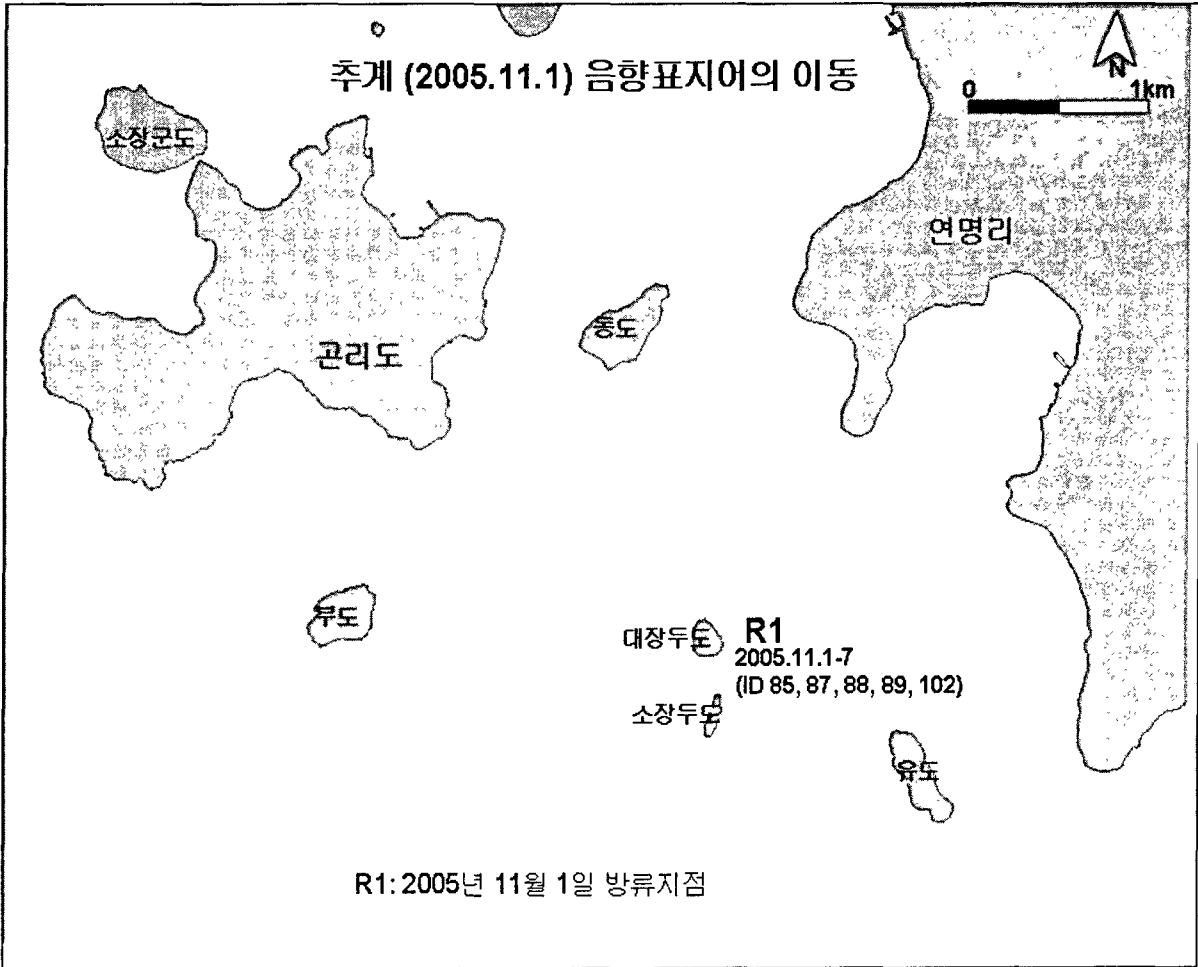 추계 (2005.11.1) 음향표지어의 이동
N
0 1km
소장군도
연명리
동도
곤리도
부도
대장두도
R1
2005.11.1-7
(ID 85, 87, 88, 89, 102)
소장두도
유도
R1: 2005년 11월 1일 방류지점